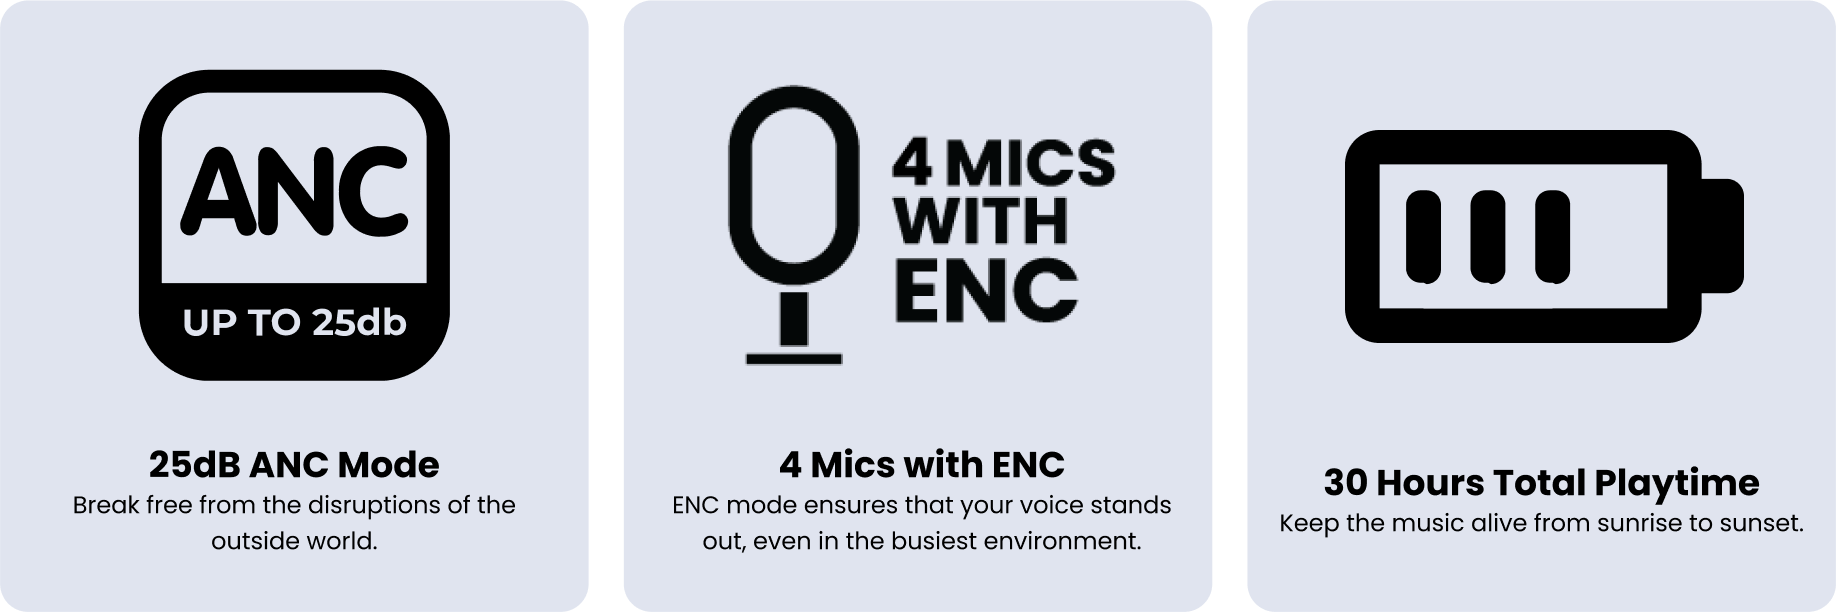 ANC
UP TO 25db
25dB ANC Mode
Break free from the disruptions of the
outside world.
4 MICS
WITH
ENC
4 Mics with ENC
ENC mode ensures that your voice stands
out, even in the busiest environment.
30 Hours Total Playtime
Keep the music alive from sunrise to sunset.